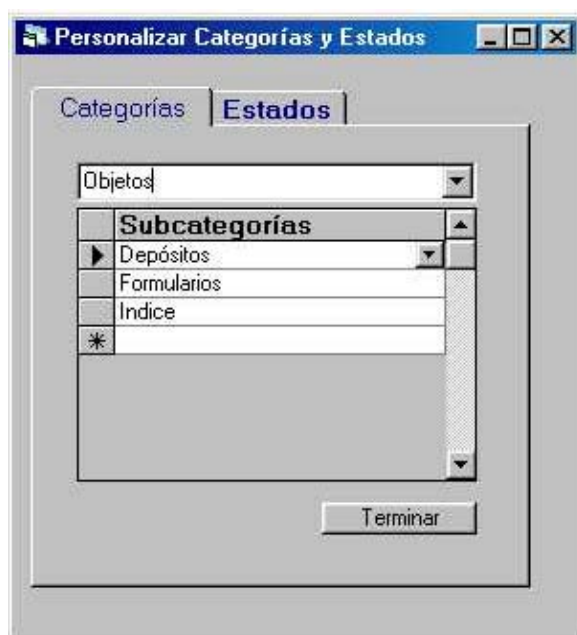 Personalizar Categorías y Estados
Categorías Estados
Objetos
Subcategorías
Depósitos
Formularios
Indice
Terminar